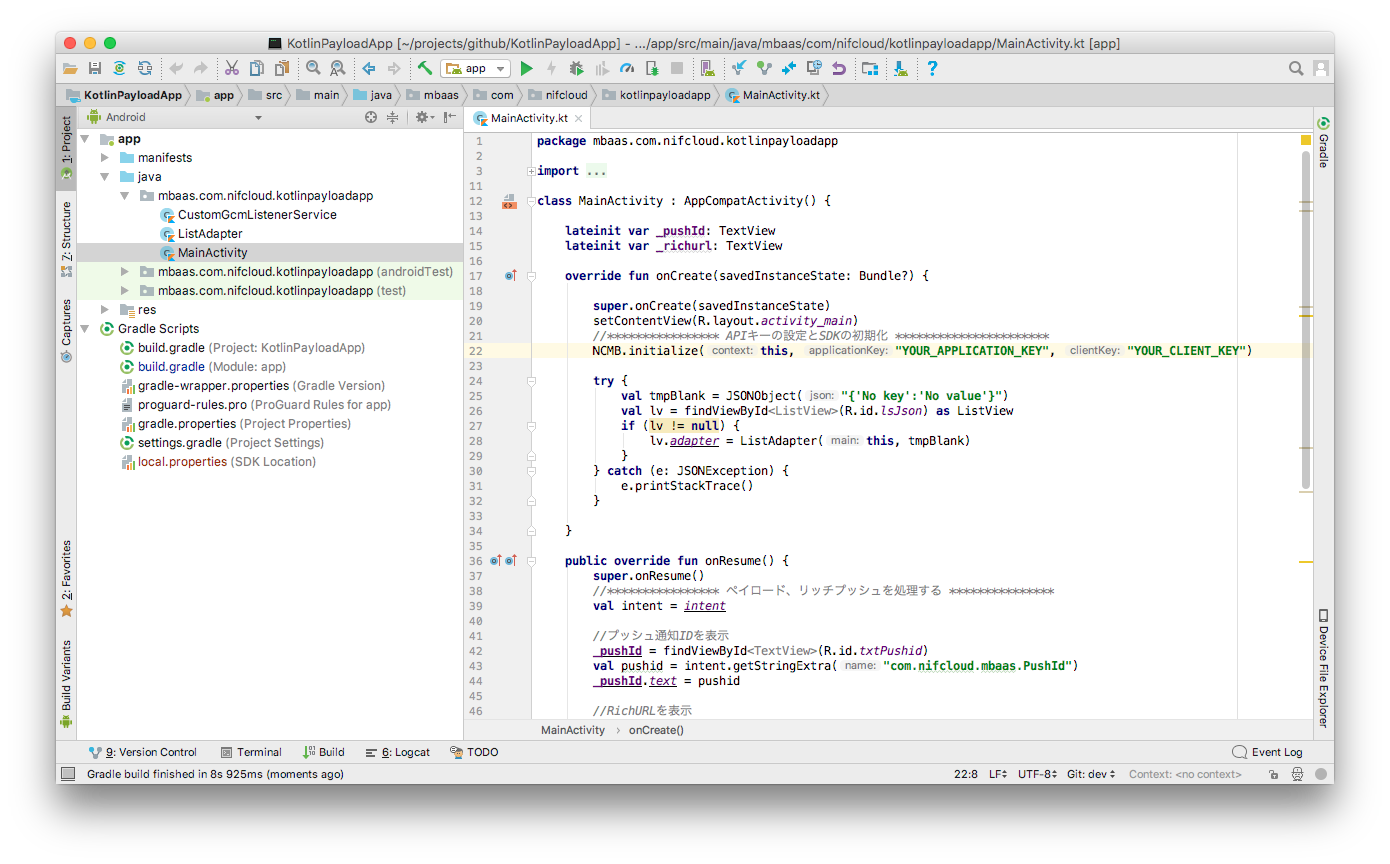 KotlinPayloadApp [~/projects/github/KotlinPayloadApp] - .../app/src/main/java/mbaas/com/nifcloud/kotlinpayloadapp/MainActivity.kt [app]
app
KotlinPayloadApp app src main java mbaas com nifcloud kotlinpayloadapp MainActivity.kt
1: Project
Z: Structure
Captures
2: Favorites
Build Variants
Android
app
manifests
java
mbaas.com.nifcloud.kotlinpayloadapp
CustomGcmListenerService
ListAdapter
MainActivity
mbaas.com.nifcloud.kotlinpayloadapp (androidTest)
mbaas.com.nifcloud.kotlinpayloadapp (test)
res
Gradle Scripts
build.gradle (Project: KotlinPayloadApp)
build.gradle (Module: app)
gradle-wrapper.properties (Gradle Version)
proguard-rules.pro (ProGuard Rules for app)
gradle.properties (Project Properties)
settings.gradle (Project Settings)
local.properties (SDK Location)
MainActivity.kt
1 package mbaas.com.nifcloud.kotlinpayloadapp
2
3 import ...
11
12 class MainActivity : AppCompatActivity() {
13
14 lateinit var _pushId: TextView
15 lateinit var _richurl: TextView
16
17 override fun onCreate(savedInstanceState: Bundle?) {
18
19 super.onCreate(savedInstanceState)
20 setContentView(R.layout.activity_main)
21 //**************** APIキーの設定とSDKの初期化 **********************
22 NCMB.initialize( context: this, applicationKey: "YOUR_APPLICATION_KEY", clientKey: "YOUR_CLIENT_KEY")
23
24 try {
25 val tmpBlank = JSONObject( json: "{'No key':'No value'}")
26 val lv = findViewById<ListView>(R.id.lsJson) as ListView
27 if (lv != null) {
28 lv.adapter = ListAdapter( main: this, tmpBlank)
29 }
30 } catch (e: JSONException) {
31 e.printStackTrace()
32 }
33
34 }
35
36 public override fun onResume() {
37 super.onResume()
38 //**************** ペイロード、リッチプッシュを処理する ***************
39 val intent = intent
40
41 //プッシュ通知IDを表示
42 _pushId = findViewById<TextView>(R.id.txtPushid)
43 val pushid = intent.getStringExtra( name: "com.nifcloud.mbaas.PushId")
44 _pushId.text = pushid
45
46 //RichURLを表示
MainActivity › onCreate()
Gradle
Device File Explorer
9: Version Control Terminal Build 6: Logcat TODO Event Log
Gradle build finished in 8s 925ms (moments ago) 22:8 LF UTF-8 Git: dev Context: <no context>